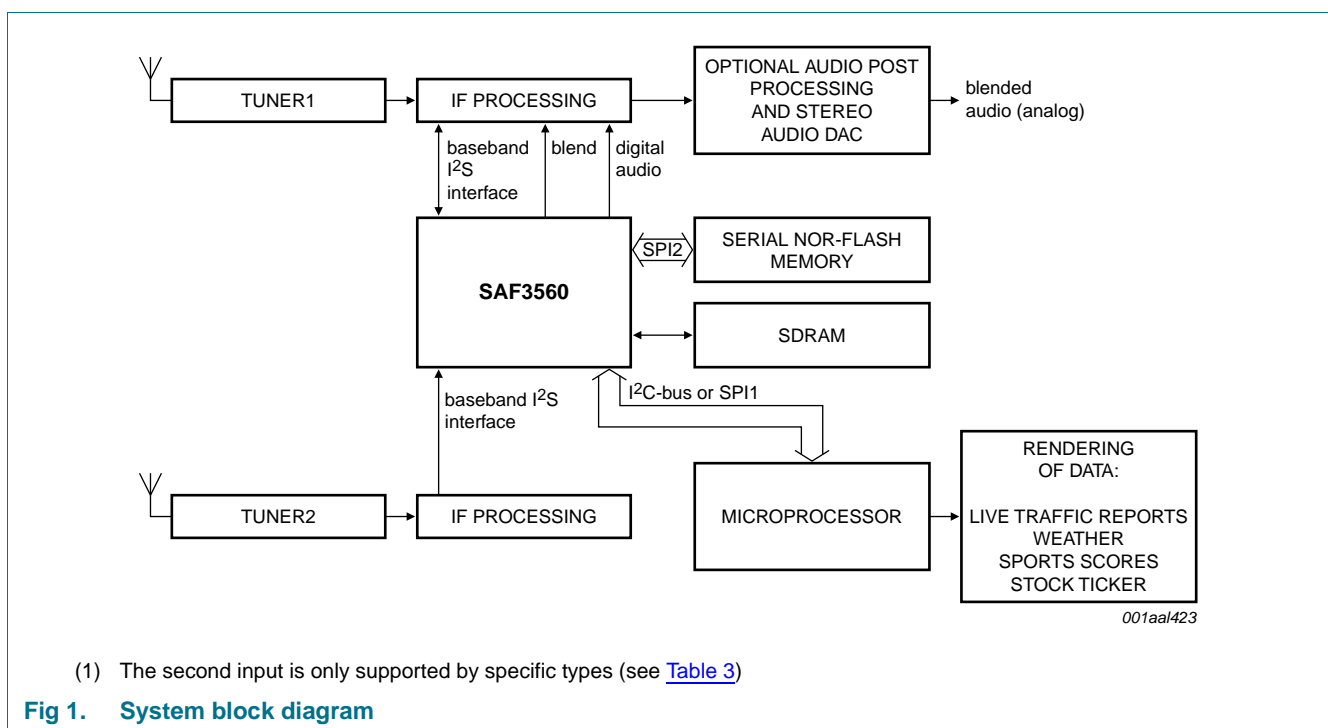 TUNER1
IF PROCESSING
OPTIONAL AUDIO POST
PROCESSING
AND STEREO
AUDIO DAC
blended
audio (analog)
baseband
I2S
interface
blend
digital
audio
SAF3560
SPI2
SERIAL NOR-FLASH
MEMORY
SDRAM
baseband I2S
interface
I2C-bus or SPI1
TUNER2
IF PROCESSING
MICROPROCESSOR
RENDERING
OF DATA:
LIVE TRAFFIC REPORTS
WEATHER
SPORTS SCORES
STOCK TICKER
001aal423
(1) The second input is only supported by specific types (see Table 3)
Fig 1. System block diagram